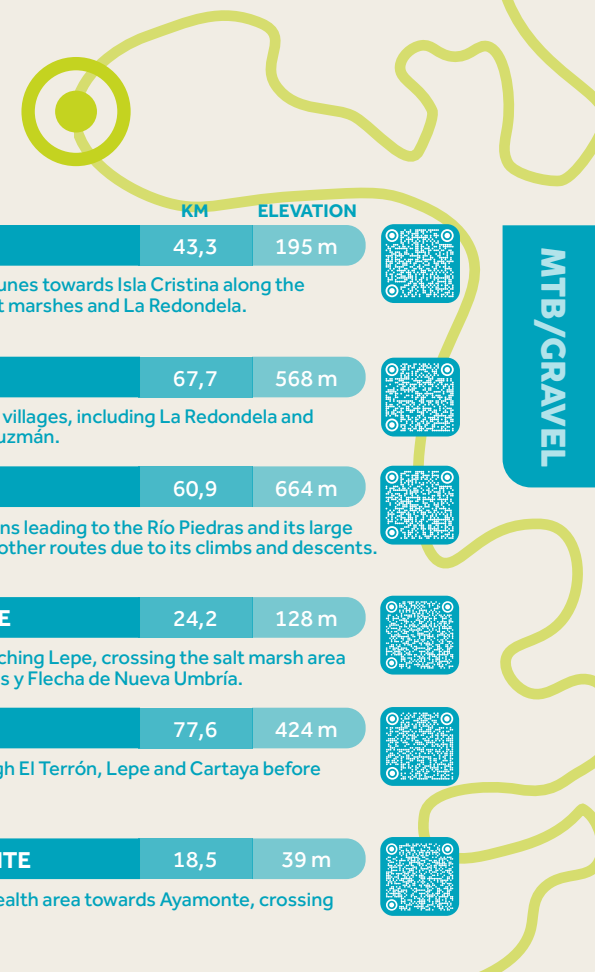 KM ELEVATION
43,3 195 m
unes towards Isla Cristina along the
t marshes and La Redondela.
MTB/GRAVEL
67,7 568 m
villages, including La Redondela and
uzmán.
60,9 664 m
ns leading to the Río Piedras and its large
other routes due to its climbs and descents.
E 24,2 128 m
ching Lepe, crossing the salt marsh area
s y Flecha de Nueva Umbría.
77,6 424 m
gh El Terrón, Lepe and Cartaya before
NTE 18,5 39 m
ealth area towards Ayamonte, crossing